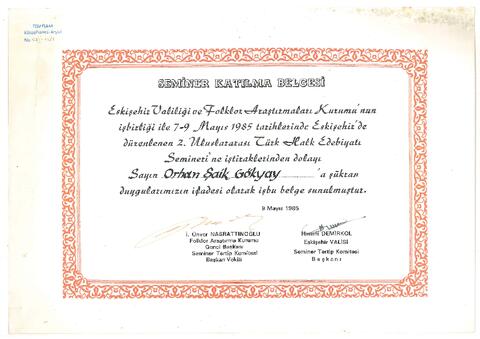 SEMİNER KATILMA BELGESİ
Eskişehir Valiliği ve Folklor Araştırmaları Kurumu'nun
işbirliği ile 7-9 Mayıs 1985 tarihlerinde Eskişehir'de
düzenlenen 2. Uluslararası Türk Halk Edebiyatı
Semineri'ne iştiraklerinden dolayı
Sayın Orhan Şaik Gökyay 'a şükran
duygularımızın ifadesi olarak işbu belge sunulmuştur.
9 Mayıs 1985
İ. Ünver NASRATTINOĞLU
Folklor Araştırma Kurumu
Genel Başkanı
Seminer Tertip Komitesi
Başkan Vekili
Hanefi DEMİRKOL
Eskişehir VALİSİ
Seminer Tertip Komitesi
Başkanı